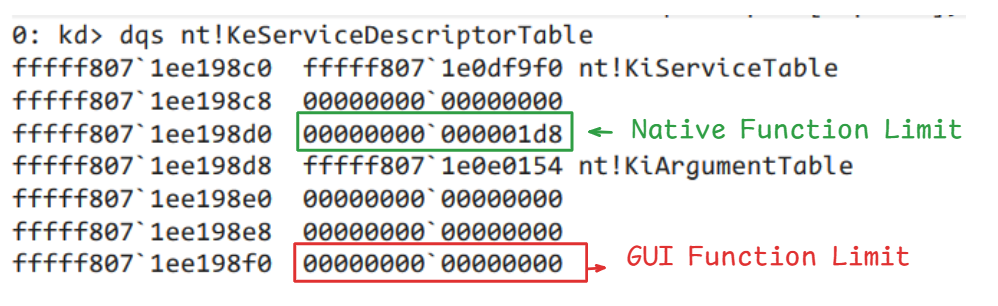 0: kd> dqs nt!KeServiceDescriptorTable
fffff807`1ee198c0  fffff807`1e0df9f0 nt!KiServiceTable
fffff807`1ee198c8  00000000`00000000
fffff807`1ee198d0  00000000`000001d8 ← Native Function Limit
fffff807`1ee198d8  fffff807`1e0e0154 nt!KiArgumentTable
fffff807`1ee198e0  00000000`00000000
fffff807`1ee198e8  00000000`00000000
fffff807`1ee198f0  00000000`00000000 → GUI Function Limit